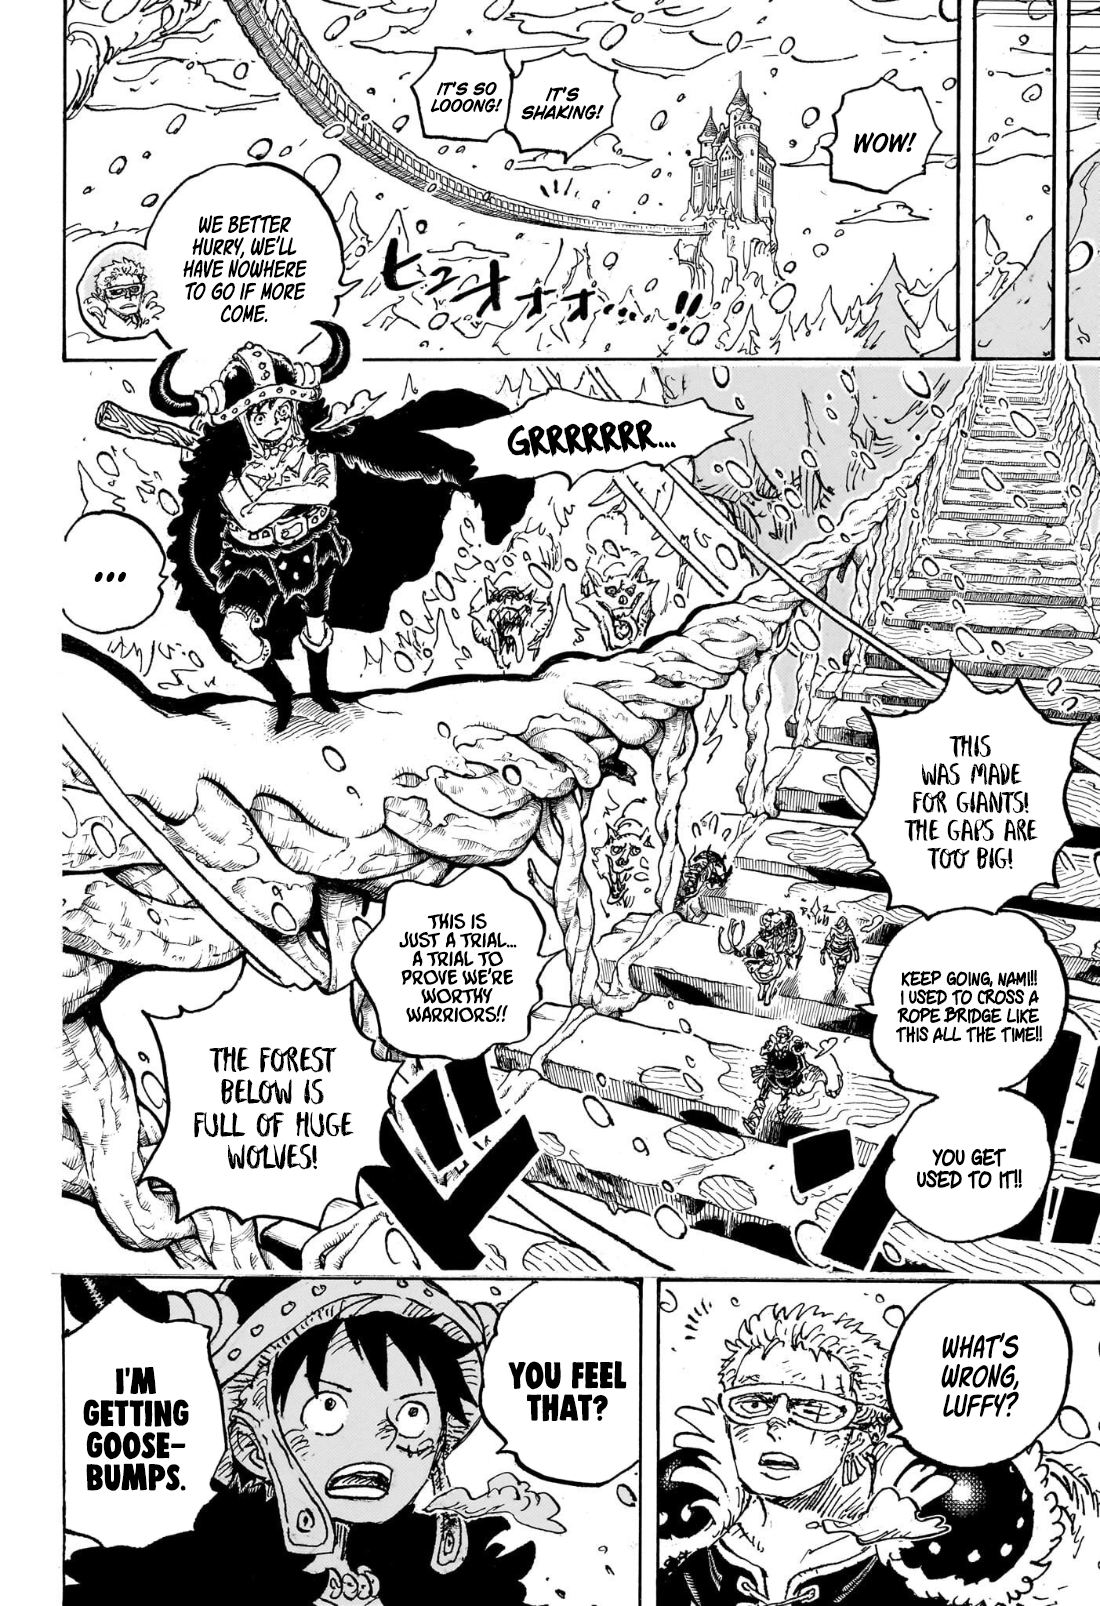 WOW!
IT'S
SHAKING!
IT'S SO
LOOONG!
WE BETTER
HURRY, WE'LL
HAVE NOWHERE
TO GO IF MORE
COME.
ヒュオオオオ...‥!!
GRRRRRRR...
...
THIS
WAS MADE
FOR GIANTS!
THE GAPS ARE
TOO BIG!
KEEP GOING, NAMI!!!
I USED TO CROSS A
ROPE BRIDGE LIKE
THIS ALL THE TIME!!
YOU GET
USED TO IT!!
THIS IS
JUST A TRIAL...
A TRIAL TO
PROVE WE'RE
WORTHY
WARRIORS!!
THE FOREST
BELOW IS
FULL OF HUGE
WOLVES!
WHAT'S
WRONG,
LUFFY?
YOU FEEL
THAT?
I'M
GETTING
GOOSE-
BUMPS.